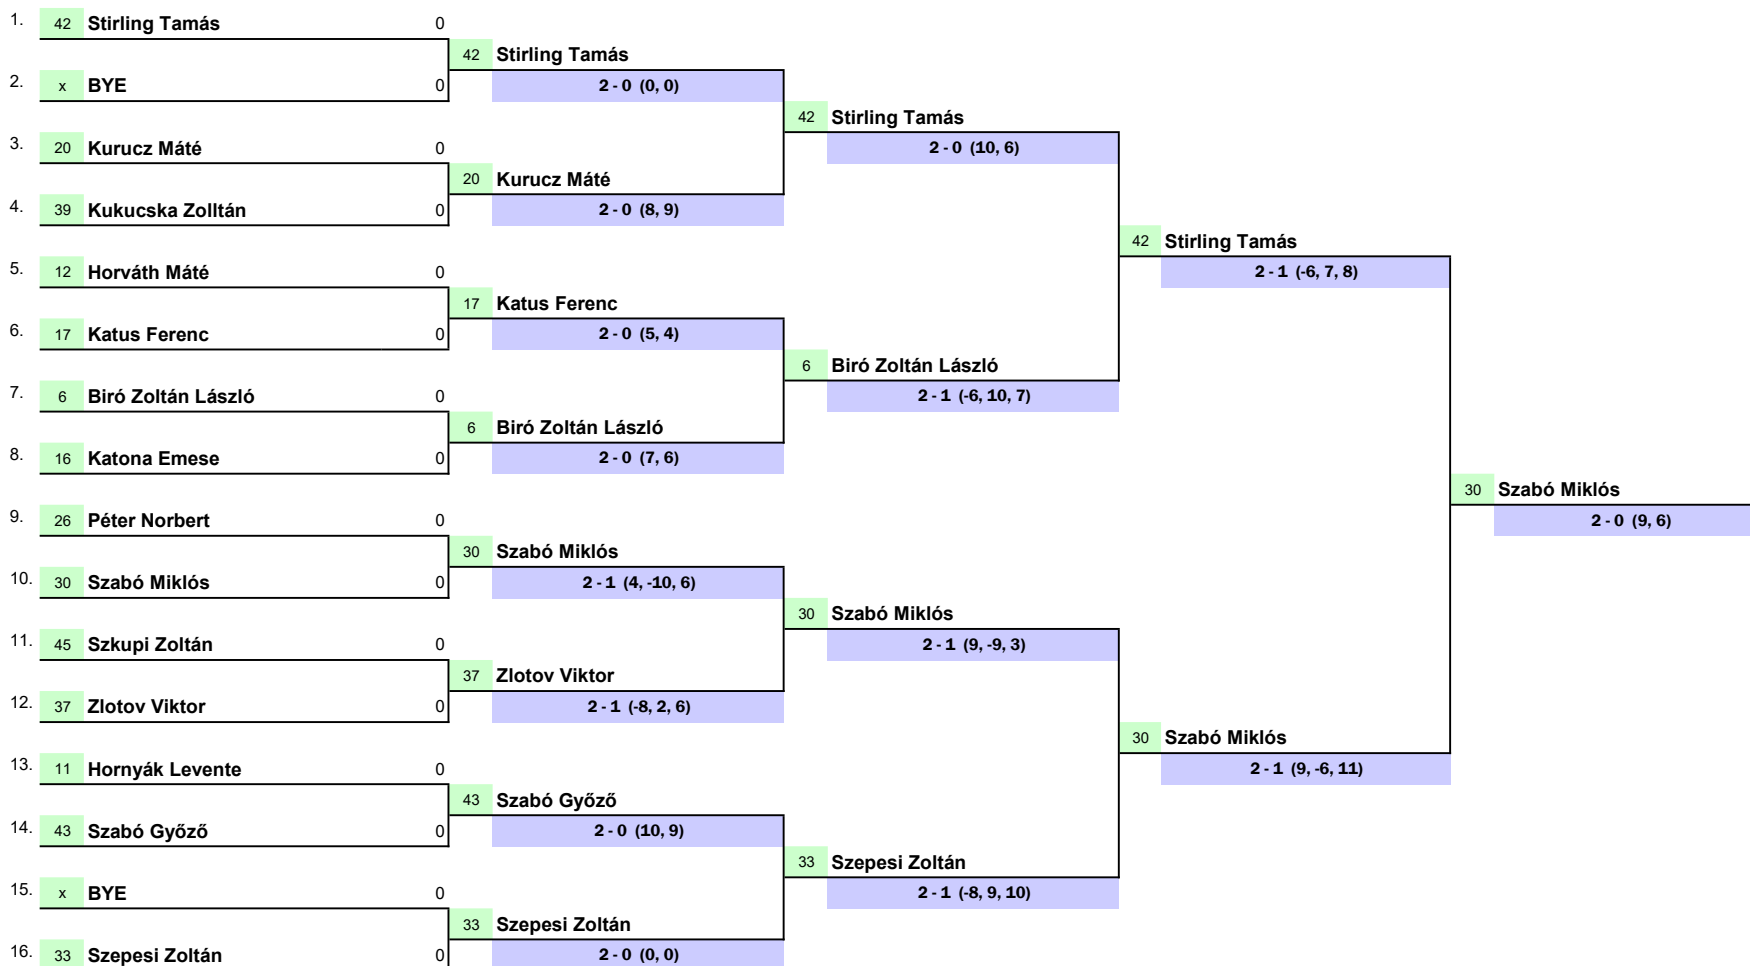 1. 42 Stirling Tamás 0
42 Stirling Tamás
2. x BYE 0 2 - 0 (0, 0)
42 Stirling Tamás
3. 20 Kurucz Máté 0 2 - 0 (10, 6)
20 Kurucz Máté
4. 39 Kukucska Zolltán 0 2 - 0 (8, 9)
42 Stirling Tamás
5. 12 Horváth Máté 0 2 - 1 (-6, 7, 8)
17 Katus Ferenc
6. 17 Katus Ferenc 0 2 - 0 (5, 4)
6 Biró Zoltán László
7. 6 Biró Zoltán László 0 2 - 1 (-6, 10, 7)
6 Biró Zoltán László
8. 16 Katona Emese 0 2 - 0 (7, 6)
30 Szabó Miklós
9. 26 Péter Norbert 0 2 - 0 (9, 6)
30 Szabó Miklós
10. 30 Szabó Miklós 0 2 - 1 (4, -10, 6)
30 Szabó Miklós
11. 45 Szkupi Zoltán 0 2 - 1 (9, -9, 3)
37 Zlotov Viktor
12. 37 Zlotov Viktor 0 2 - 1 (-8, 2, 6)
30 Szabó Miklós
13. 11 Hornyák Levente 0 2 - 1 (9, -6, 11)
43 Szabó Győző
14. 43 Szabó Győző 0 2 - 0 (10, 9)
33 Szepesi Zoltán
15. x BYE 0 2 - 1 (-8, 9, 10)
33 Szepesi Zoltán
16. 33 Szepesi Zoltán 0 2 - 0 (0, 0)